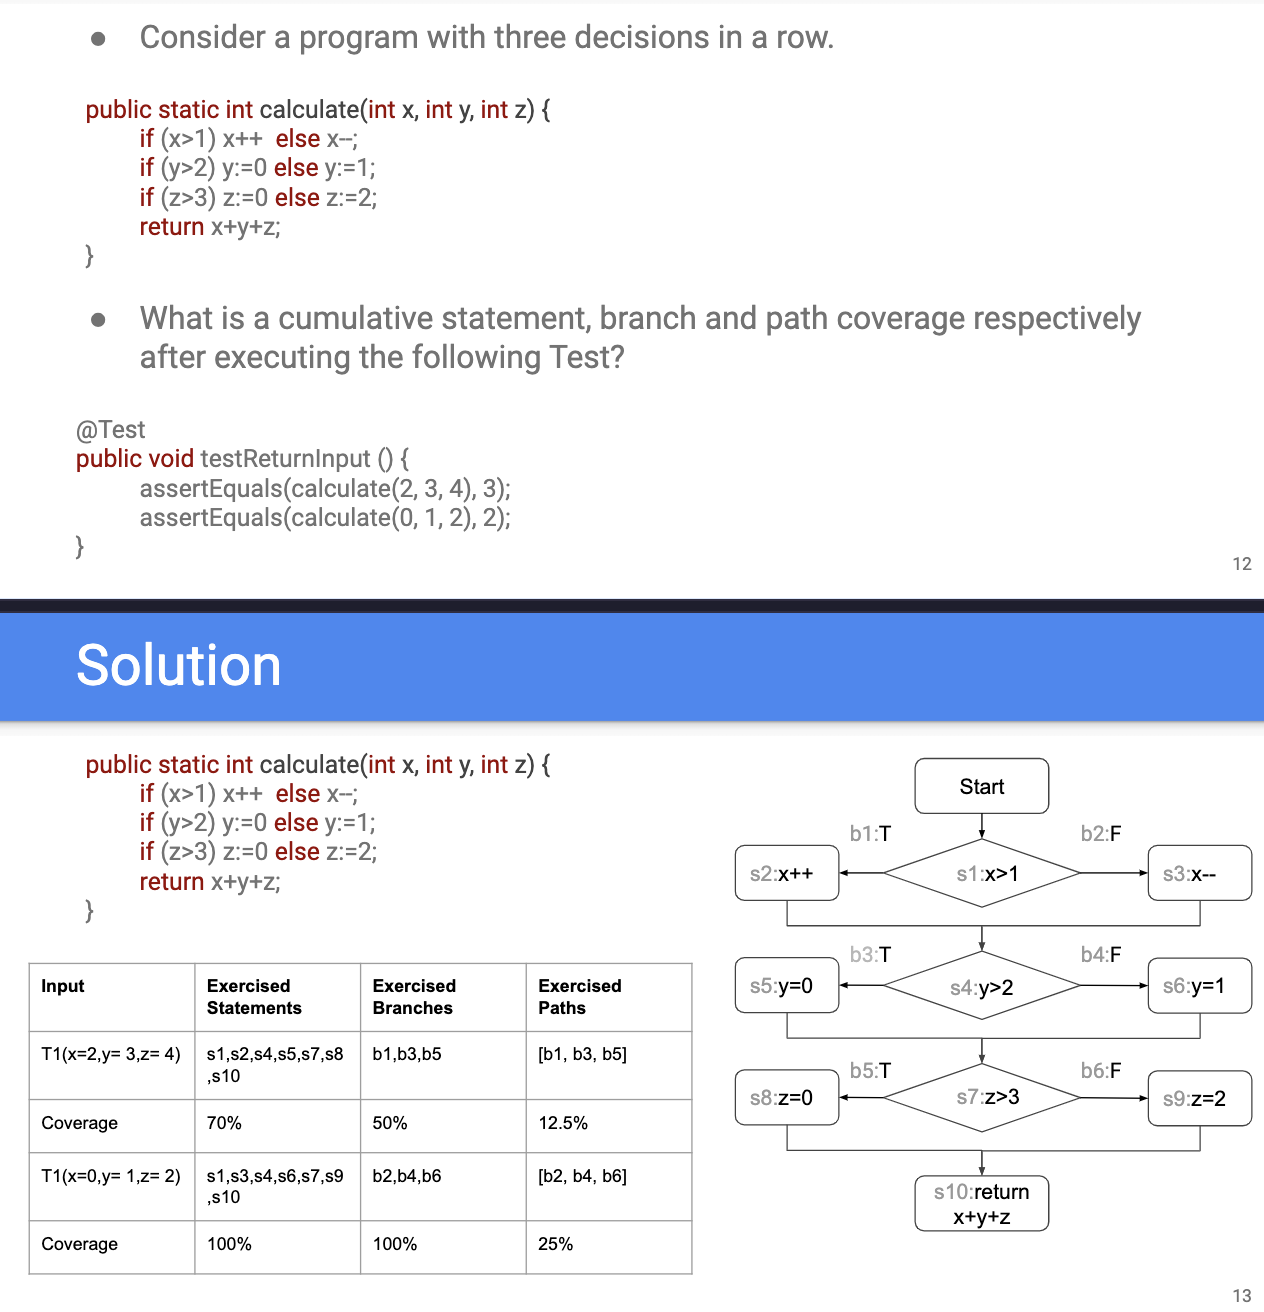 ● Consider a program with three decisions in a row.
public static int calculate(int x, int y, int z) {
if (x>1) x++ else x--;
if (y>2) y:=0 else y:=1;
if (z>3) z:=0 else z:=2;
return x+y+z;
}
● What is a cumulative statement, branch and path coverage respectively
after executing the following Test?
@Test
public void testReturnInput () {
assertEquals(calculate(2, 3, 4), 3);
assertEquals(calculate(0, 1, 2), 2);
}
12
Solution
public static int calculate(int x, int y, int z) {
if (x>1) x++ else x--;
if (y>2) y:=0 else y:=1;
if (z>3) z:=0 else z:=2;
return x+y+z;
}
Input
Exercised
Statements
Exercised
Branches
Exercised
Paths
T1(x=2,y= 3,z= 4)
s1,s2,s4,s5,s7,s8
,s10
b1,b3,b5
[b1, b3, b5]
Coverage
70%
50%
12.5%
T1(x=0,y= 1,z= 2)
s1,s3,s4,s6,s7,s9
,s10
b2,b4,b6
[b2, b4, b6]
Coverage
100%
100%
25%
Start
b1:T
b2:F
s2:x++
s1:x>1
s3:x--
b3:T
b4:F
s5:y=0
s4:y>2
s6:y=1
b5:T
b6:F
s8:z=0
s7:z>3
s9:z=2
s10:return
x+y+z
13